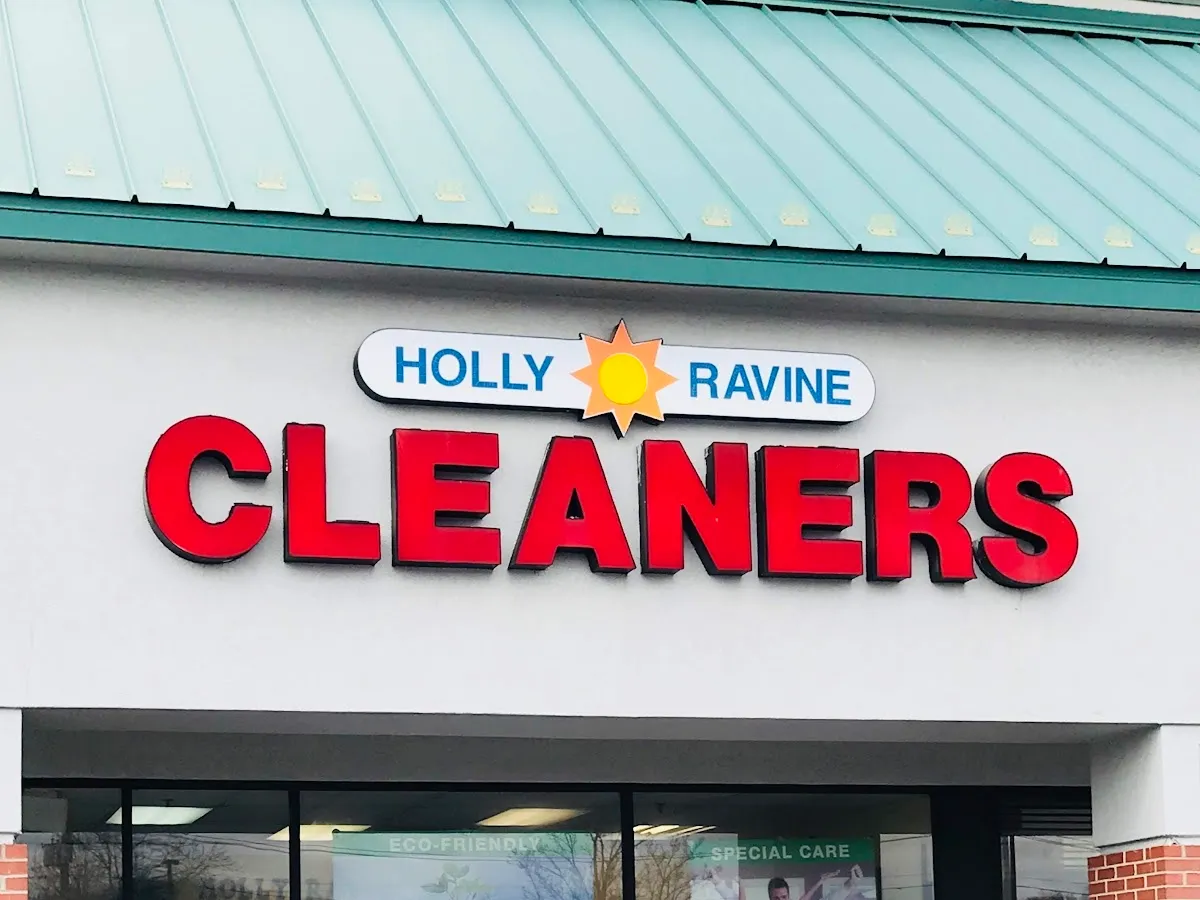 HOLLY RAVINE
CLEANERS
ECO-FRIENDLY
SPECIAL CARE